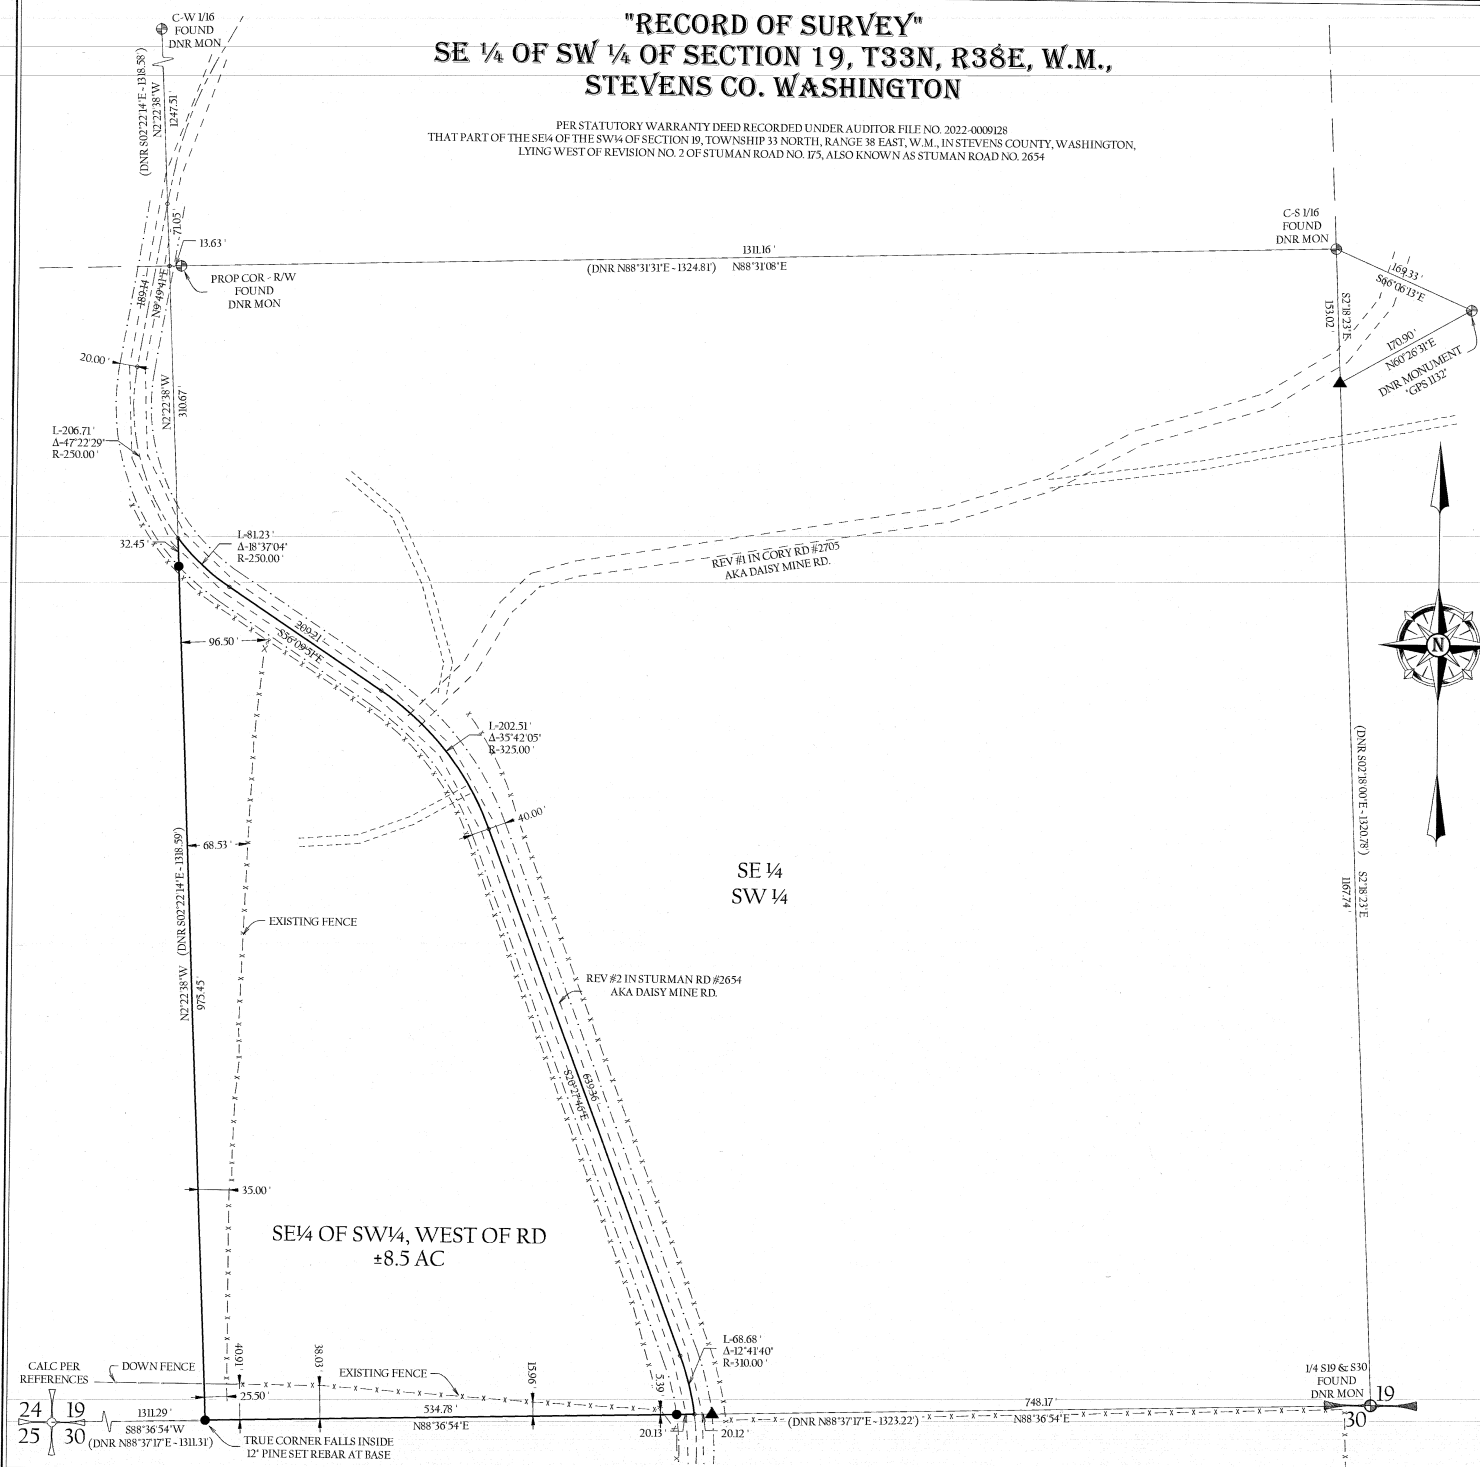 "RECORD OF SURVEY"
SE ¼ OF SW ¼ OF SECTION 19, T33N, R38E, W.M.,
STEVENS CO. WASHINGTON
PER STATUTORY WARRANTY DEED RECORDED UNDER AUDITOR FILE NO. 2022-0009128
THAT PART OF THE SE¼ OF THE SW¼ OF SECTION 19, TOWNSHIP 33 NORTH, RANGE 38 EAST, W.M., IN STEVENS COUNTY, WASHINGTON,
LYING WEST OF REVISION NO. 2 OF STUMAN ROAD NO. 175, ALSO KNOWN AS STUMAN ROAD NO. 2654
C-W 1/16
FOUND
DNR MON
(DNR S02°22'14"E - 1318.58')
N2°22'38"W
1247.51'
71.05'
13.63'
PROP COR - R/W
FOUND
DNR MON
1311.16'
(DNR N88°31'31"E - 1324.81') N88°31'08"E
C-S 1/16
FOUND
DNR MON
169.33'
S66°06'13"E
S2°18'23"E
153.02'
170.90'
N60°26'31"E
DNR MONUMENT
"GPS 1132"
189.14'
N9°49'41"E
20.00'
N2°22'38"W
310.67'
L=206.71'
Δ=47°22'29"
R=250.00'
32.45'
L=81.23'
Δ=18°37'04"
R=250.00'
REV #1 IN CORY RD #2705
AKA DAISY MINE RD.
209.21'
S56°09'51"E
96.50'
N
L=202.51'
Δ=35°42'05"
R=325.00'
40.00'
68.53'
(DNR S02°18'00"E - 1320.78') S2°18'23"E
1167.74'
SE ¼
SW ¼
N2°22'38"W (DNR S02°22'14"E - 1318.59')
975.45'
EXISTING FENCE
REV #2 IN STURMAN RD #2654
AKA DAISY MINE RD.
639.36'
S20°27'46"E
35.00'
SE¼ OF SW¼, WEST OF RD
±8.5 AC
L=68.68'
Δ=12°41'40"
R=310.00'
CALC PER
REFERENCES
DOWN FENCE
40.91'
38.03'
EXISTING FENCE
15.96'
5.39'
1/4 S19 & S30
FOUND
DNR MON
19
30
24 19
25 30
1311.29'
S88°36'54"W
(DNR N88°37'17"E - 1311.31')
25.50'
534.78'
N88°36'54"E
20.13'
20.12'
748.17
(DNR N88°37'17"E - 1323.22')
N88°36'54"E
TRUE CORNER FALLS INSIDE
12" PINE SET REBAR AT BASE